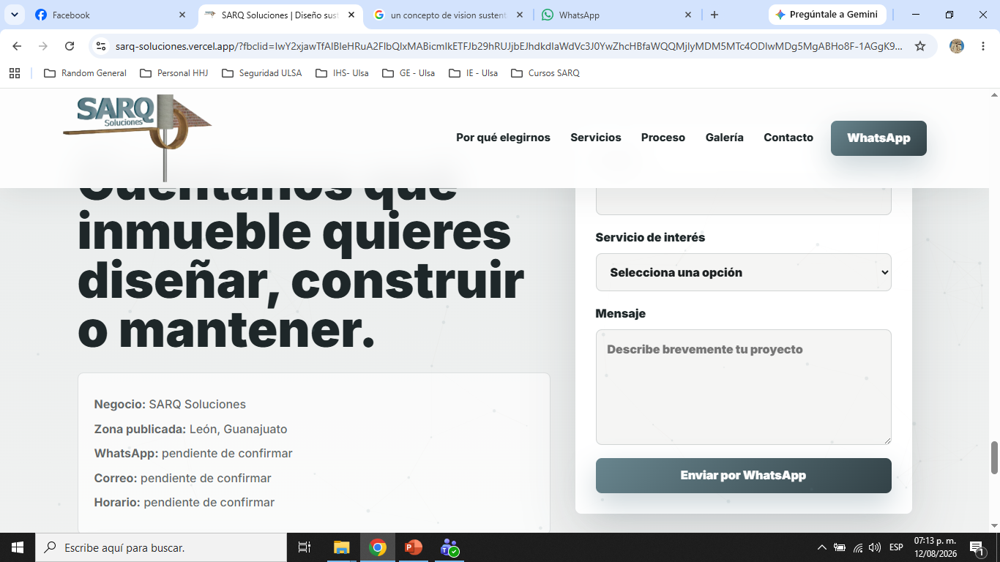 Facebook
SARQ Soluciones | Diseño sust
un concepto de vision sustent
WhatsApp
Pregúntale a Gemini
sarq-soluciones.vercel.app/?fbclid=IwY2xjawTfAlBleHRuA2FlbQIxMABicmlkETFJb29hRUJjbEJhdkdlaWdVc3J0YwZhcHBfaWQQMjIyMDM5MTc4ODIwMDg5MgABHo8F-1AGgK9...
Random General
Personal HHJ
Seguridad ULSA
IHS- Ulsa
GE - Ulsa
IE - Ulsa
Cursos SARQ
SARQ
Soluciones
Por qué elegirnos
Servicios
Proceso
Galería
Contacto
WhatsApp
Cuéntanos qué
inmueble quieres
diseñar, construir
o mantener.
Negocio: SARQ Soluciones
Zona publicada: León, Guanajuato
WhatsApp: pendiente de confirmar
Correo: pendiente de confirmar
Horario: pendiente de confirmar
Servicio de interés
Selecciona una opción
Mensaje
Describe brevemente tu proyecto
Enviar por WhatsApp
Escribe aquí para buscar.
ESP
07:13 p. m.
12/08/2026
1